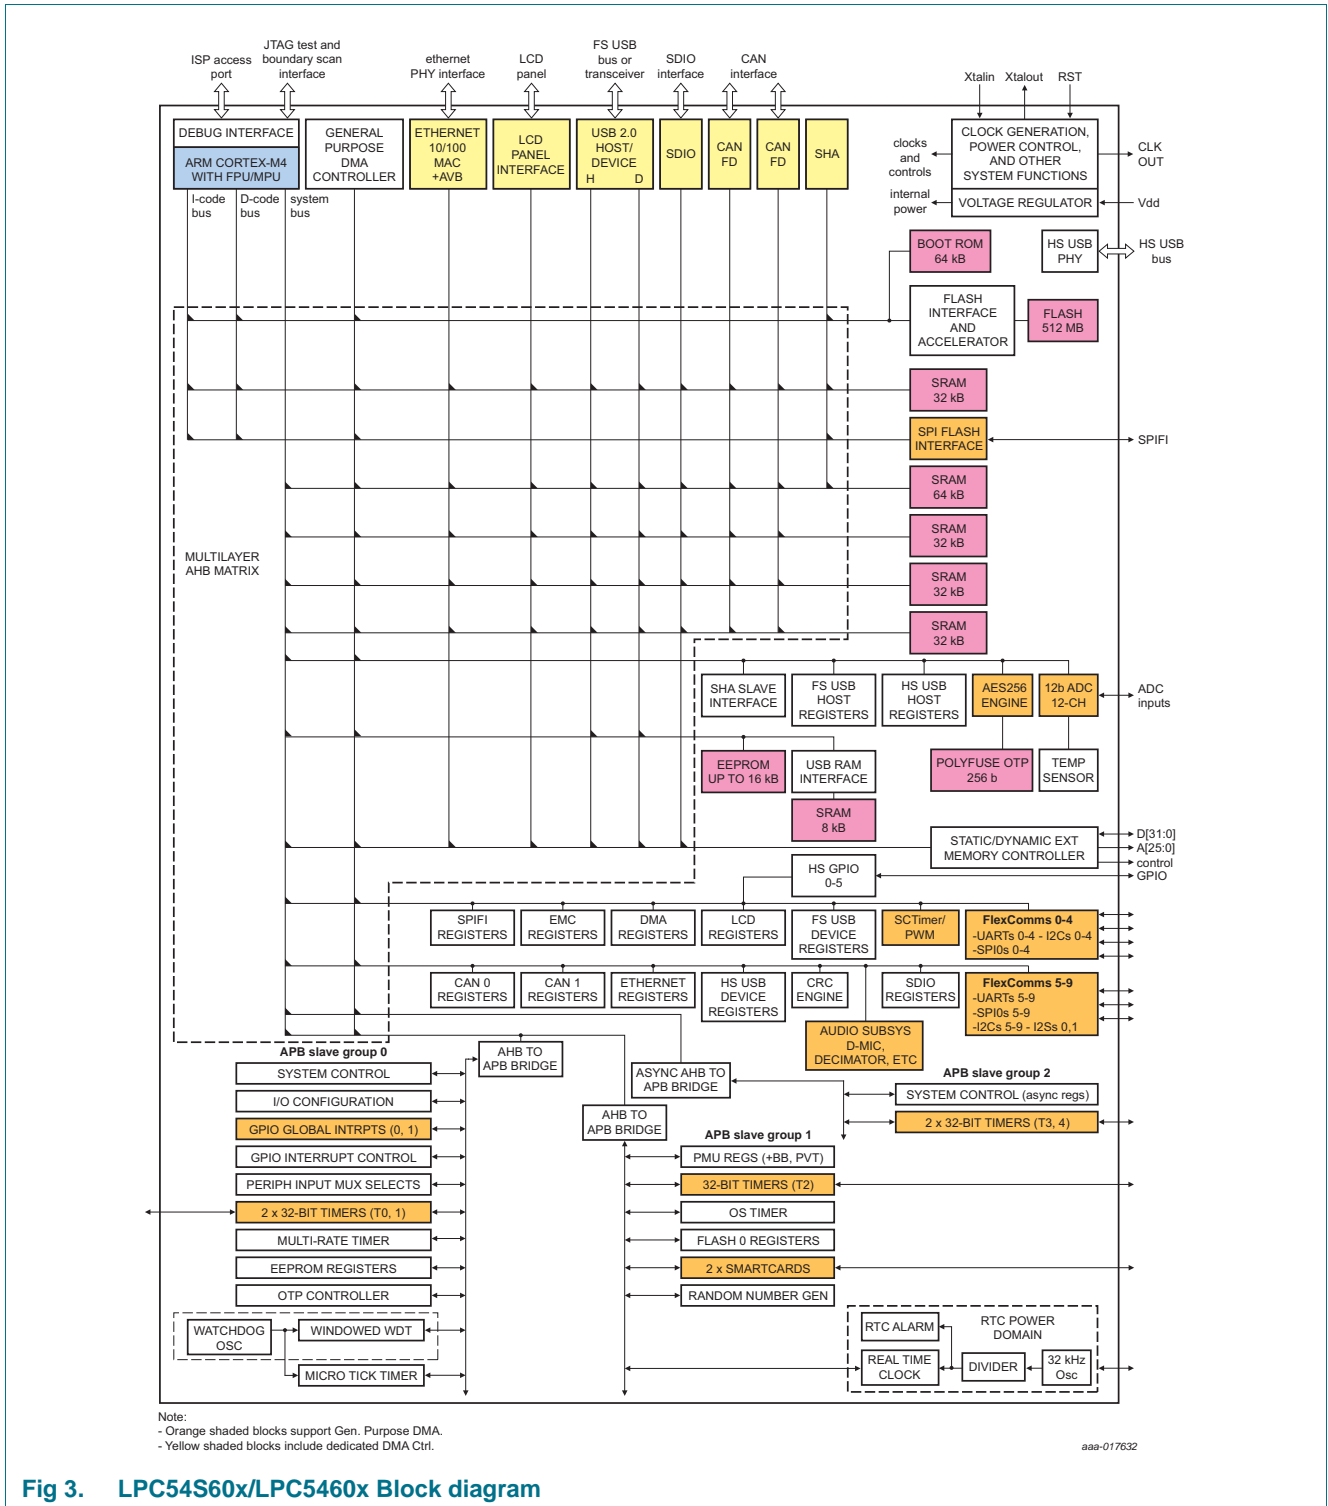 ISP access
port
JTAG test and
boundary scan
interface
ethernet
PHY interface
LCD
panel
FS USB
bus or
transceiver
SDIO
interface
CAN
interface
Xtalin
Xtalout
RST
DEBUG INTERFACE
ARM CORTEX-M4
WITH FPU/MPU
GENERAL
PURPOSE
DMA
CONTROLLER
ETHERNET
10/100
MAC
+AVB
LCD
PANEL
INTERFACE
USB 2.0
HOST/
DEVICE
H D
SDIO
CAN
FD
CAN
FD
SHA
clocks
and
controls
CLOCK GENERATION,
POWER CONTROL,
AND OTHER
SYSTEM FUNCTIONS
CLK
OUT
internal
power
VOLTAGE REGULATOR
Vdd
I-code
bus
D-code
bus
system
bus
BOOT ROM
64 kB
HS USB
PHY
HS USB
bus
FLASH
INTERFACE
AND
ACCELERATOR
FLASH
512 MB
SRAM
32 kB
SPI FLASH
INTERFACE
SPIFI
SRAM
64 kB
SRAM
32 kB
MULTILAYER
AHB MATRIX
SRAM
32 kB
SRAM
32 kB
SHA SLAVE
INTERFACE
FS USB
HOST
REGISTERS
HS USB
HOST
REGISTERS
AES256
ENGINE
12b ADC
12-CH
ADC
inputs
EEPROM
UP TO 16 kB
USB RAM
INTERFACE
POLYFUSE OTP
256 b
TEMP
SENSOR
SRAM
8 kB
STATIC/DYNAMIC EXT
MEMORY CONTROLLER
D[31:0]
A[25:0]
control
GPIO
HS GPIO
0-5
SPIFI
REGISTERS
EMC
REGISTERS
DMA
REGISTERS
LCD
REGISTERS
FS USB
DEVICE
REGISTERS
SCTimer/
PWM
FlexComms 0-4
-UARTs 0-4 - I2Cs 0-4
-SPI0s 0-4
CAN 0
REGISTERS
CAN 1
REGISTERS
ETHERNET
REGISTERS
HS USB
DEVICE
REGISTERS
CRC
ENGINE
SDIO
REGISTERS
FlexComms 5-9
-UARTs 5-9
-SPI0s 5-9
-I2Cs 5-9 - I2Ss 0,1
AUDIO SUBSYS
D-MIC,
DECIMATOR, ETC
APB slave group 0
AHB TO
APB BRIDGE
ASYNC AHB TO
APB BRIDGE
AHB TO
APB BRIDGE
SYSTEM CONTROL
I/O CONFIGURATION
GPIO GLOBAL INTRPTS (0, 1)
GPIO INTERRUPT CONTROL
PERIPH INPUT MUX SELECTS
2 x 32-BIT TIMERS (T0, 1)
MULTI-RATE TIMER
EEPROM REGISTERS
OTP CONTROLLER
WATCHDOG
OSC
WINDOWED WDT
MICRO TICK TIMER
APB slave group 2
SYSTEM CONTROL (async regs)
2 x 32-BIT TIMERS (T3, 4)
APB slave group 1
PMU REGS (+BB, PVT)
32-BIT TIMERS (T2)
OS TIMER
FLASH 0 REGISTERS
2 x SMARTCARDS
RANDOM NUMBER GEN
RTC ALARM
RTC POWER
DOMAIN
REAL TIME
CLOCK
DIVIDER
32 kHz
Osc
Note:
- Orange shaded blocks support Gen. Purpose DMA.
- Yellow shaded blocks include dedicated DMA Ctrl.
aaa-017632
Fig 3. LPC54S60x/LPC5460x Block diagram